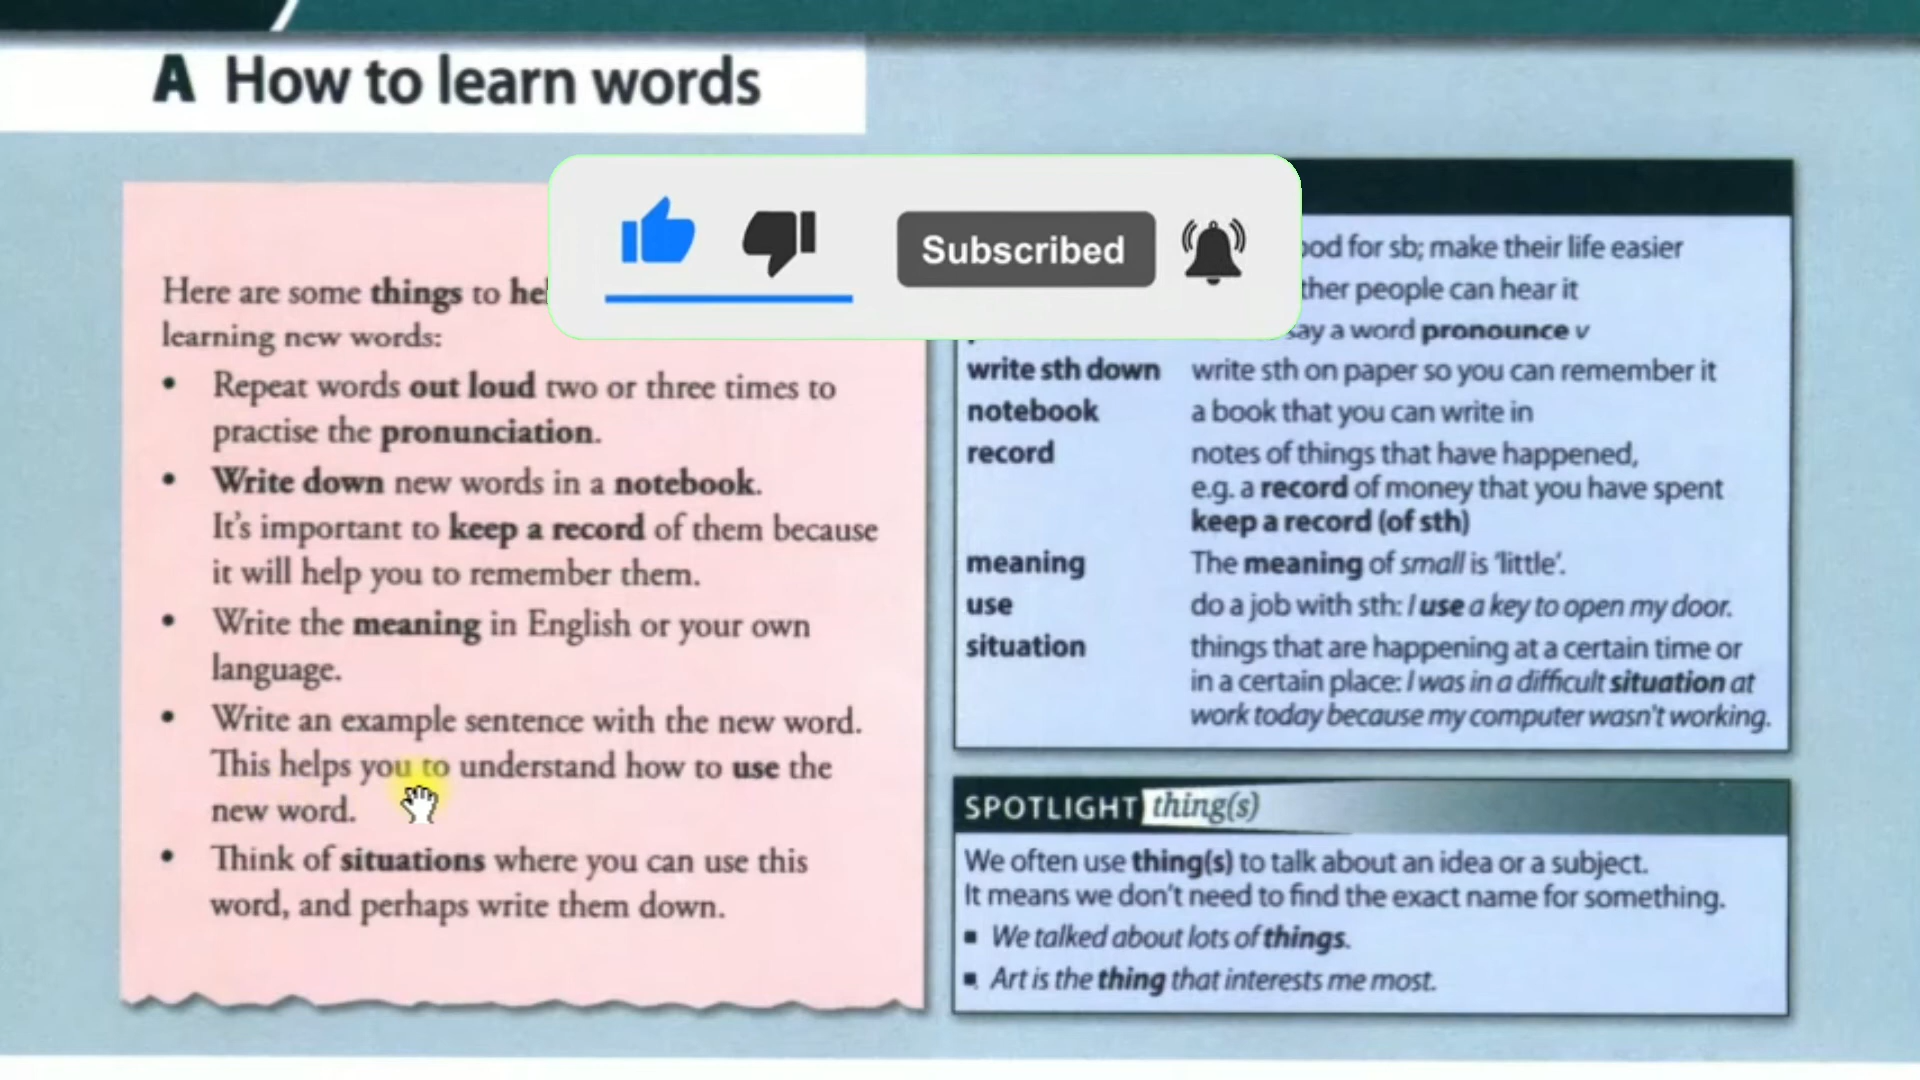 A How to learn words
Subscribed
Here are some things to
learning new words:
• Repeat words out loud two or three times to
practise the pronunciation.
• Write down new words in a notebook.
It's important to keep a record of them because
it will help you to remember them.
• Write the meaning in English or your own
language.
• Write an example sentence with the new word.
This helps you to understand how to use the
new word.
• Think of situations where you can use this
word, and perhaps write them down.
for sb; make their life easier
people can hear it
say a word pronounce v
write sth down write sth on paper so you can remember it
notebook a book that you can write in
record notes of things that have happened,
e.g. a record of money that you have spent
keep a record (of sth)
meaning The meaning of small is 'little'.
use do a job with sth: I use a key to open my door.
situation things that are happening at a certain time or
in a certain place: I was in a difficult situation at
work today because my computer wasn't working.
SPOTLIGHT thing(s)
We often use thing(s) to talk about an idea or a subject.
It means we don't need to find the exact name for something.
▪ We talked about lots of things.
▪ Art is the thing that interests me most.